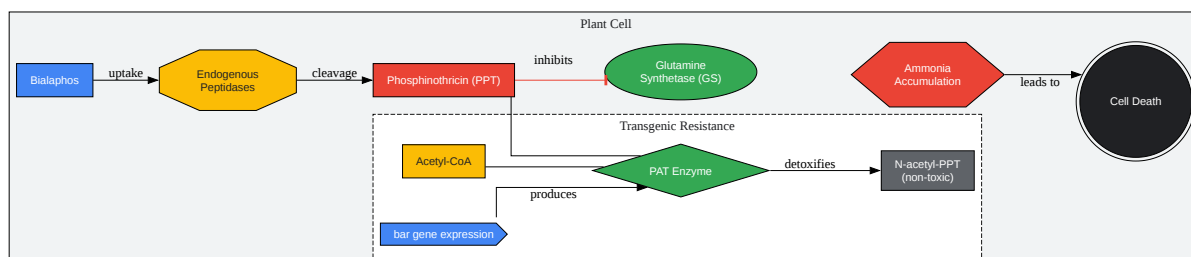 Plant Cell
Bialaphos
uptake
Endogenous
Peptidases
cleavage
Phosphinothricin (PPT)
inhibits
Glutamine
Synthetase (GS)
Ammonia
Accumulation
leads to
Cell Death
Transgenic Resistance
Acetyl-CoA
PAT Enzyme
detoxifies
N-acetyl-PPT
(non-toxic)
produces
bar gene expression